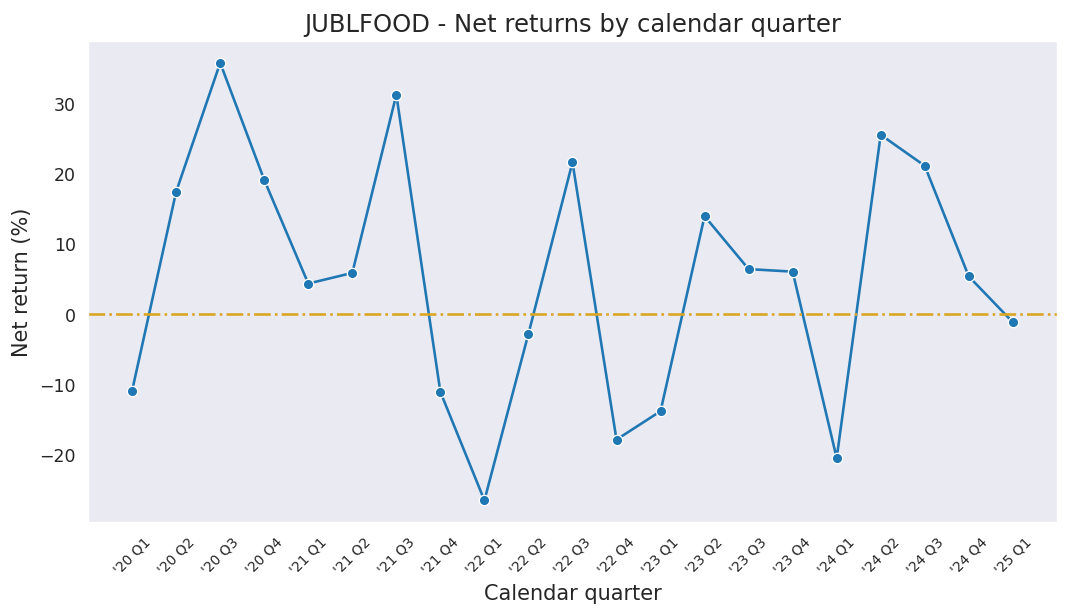 JUBLFOOD - Net returns by calendar quarter
Net return (%)
30
20
10
0
−10
−20
'20 Q1
'20 Q2
'20 Q3
'20 Q4
'21 Q1
'21 Q2
'21 Q3
'21 Q4
'22 Q1
'22 Q2
'22 Q3
'22 Q4
'23 Q1
'23 Q2
'23 Q3
'23 Q4
'24 Q1
'24 Q2
'24 Q3
'24 Q4
'25 Q1
Calendar quarter